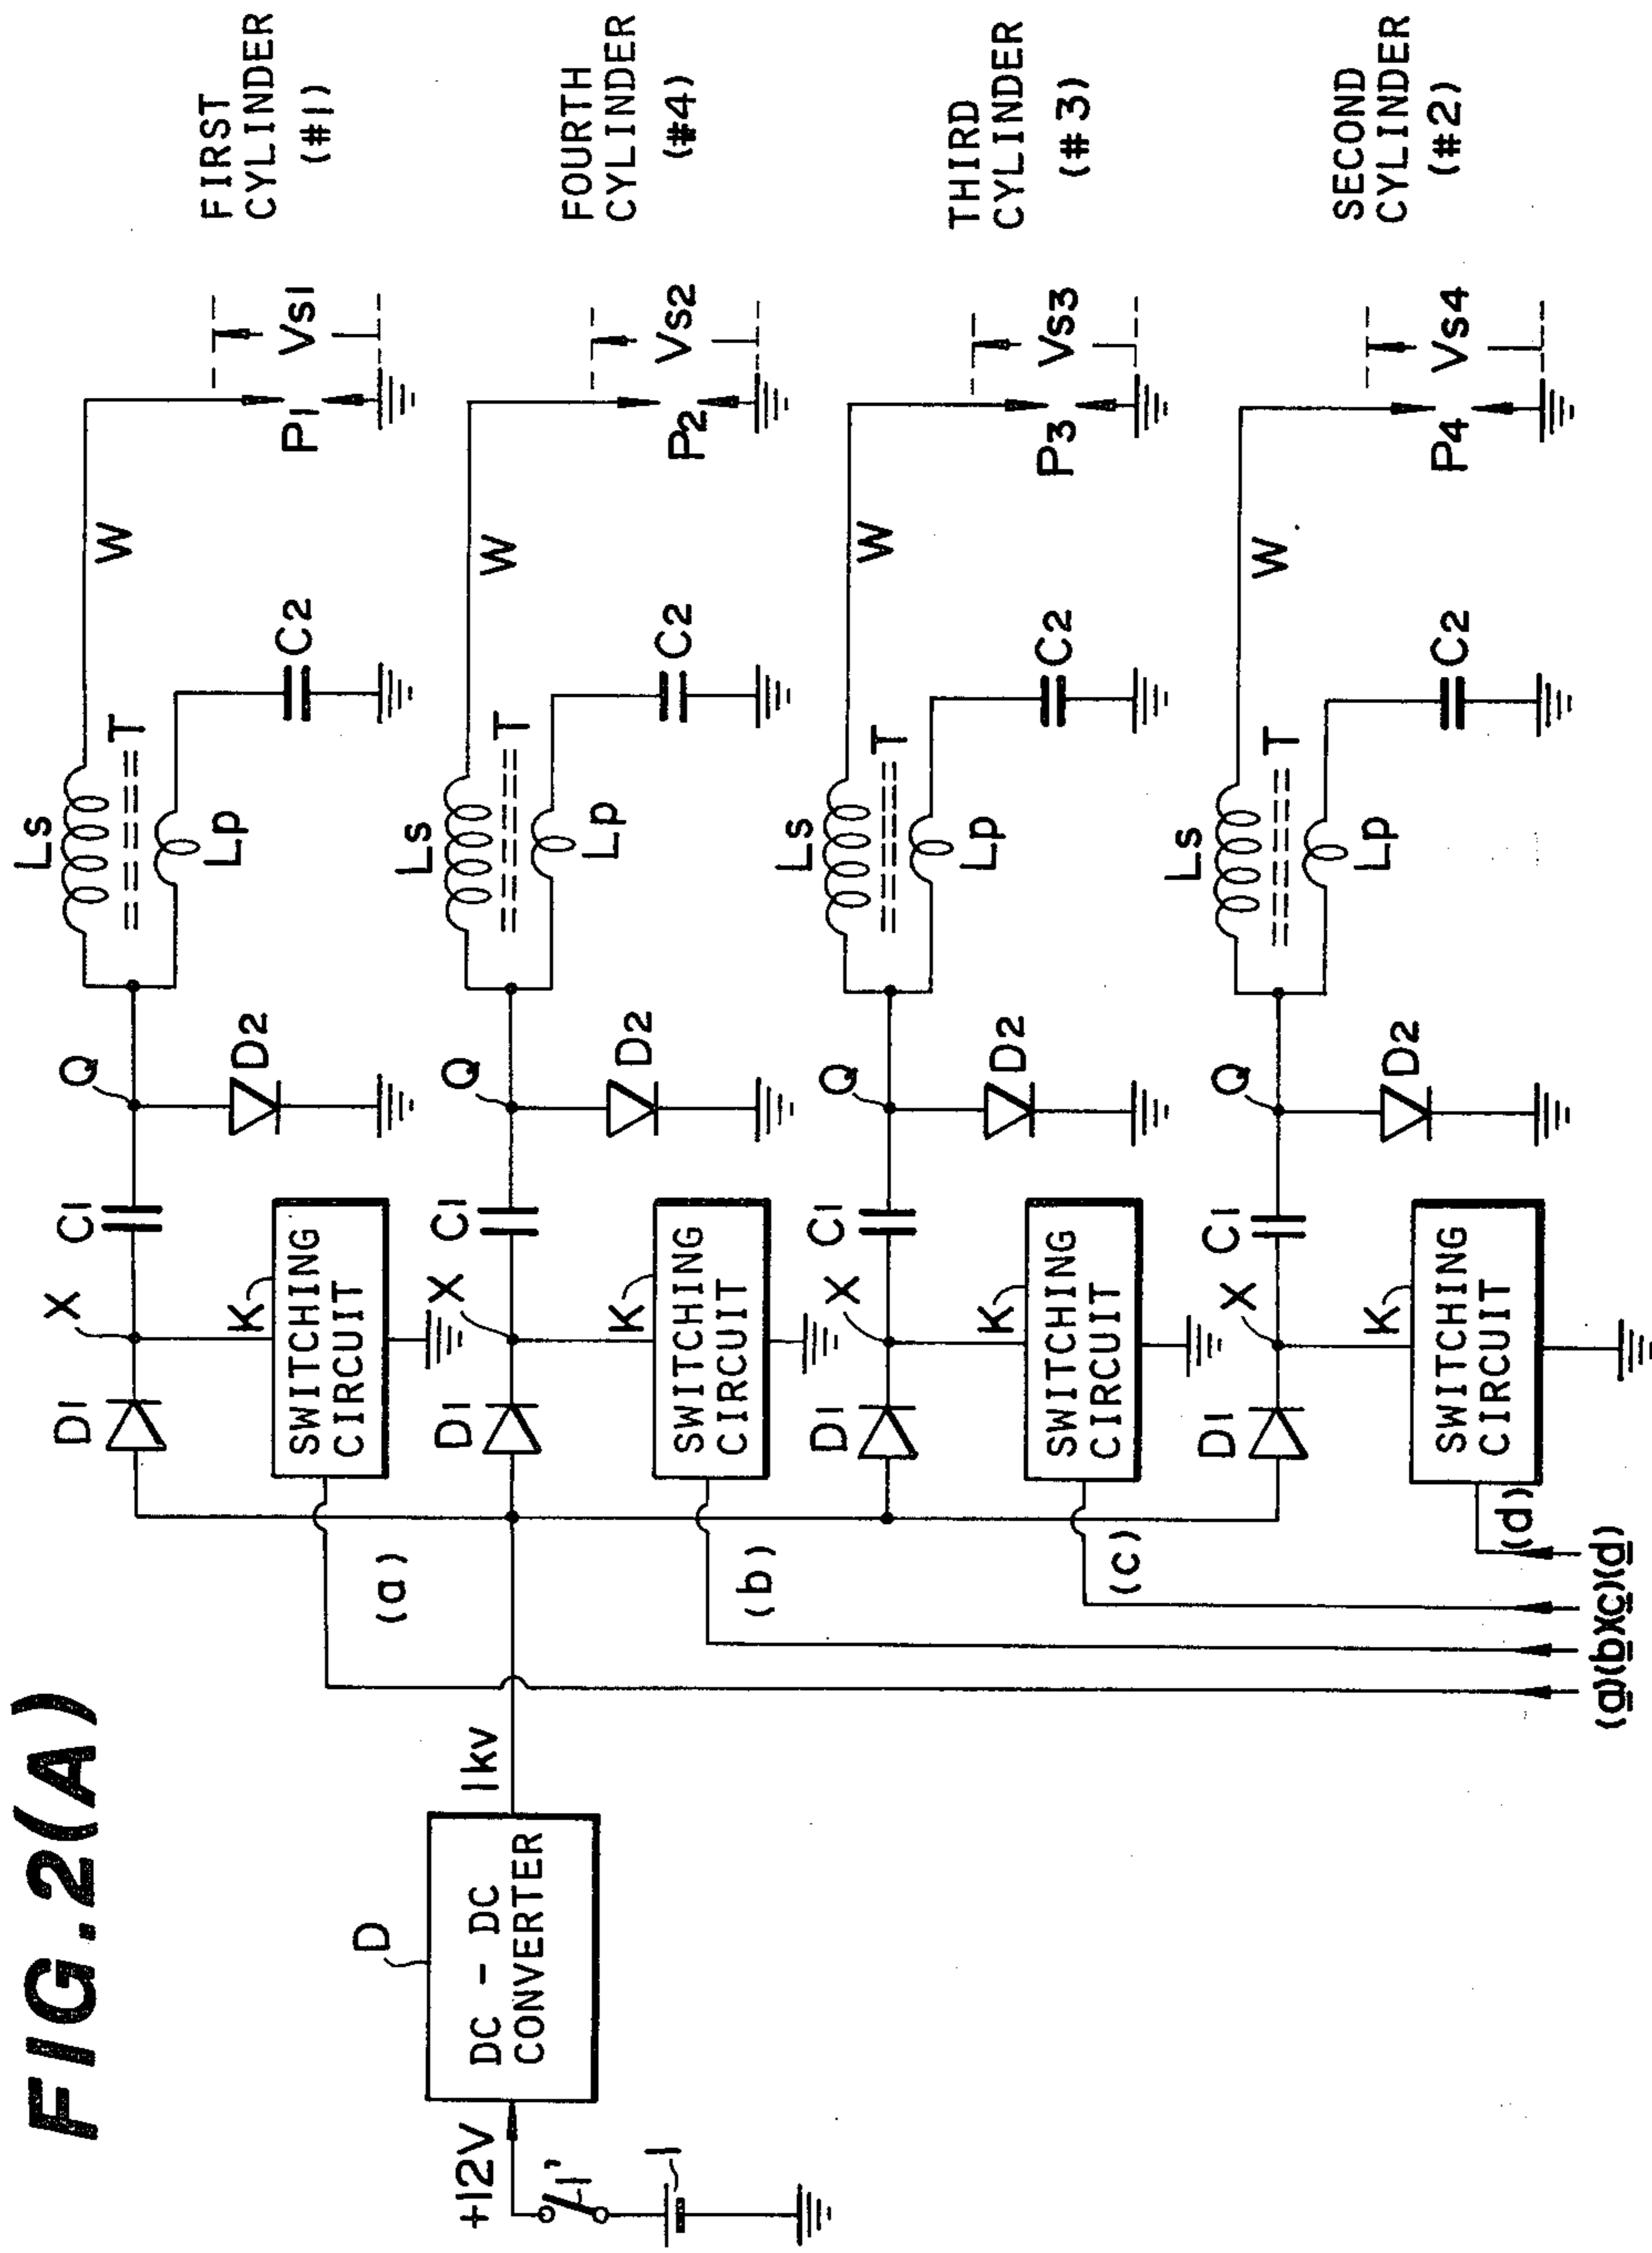 FIG.2(A)
+12V
1'
1
D
DC - DC
CONVERTER
1kv
(a)
(b)
(c)
(d)
(a)(b)(c)(d)
D1
X
K
SWITCHING
CIRCUIT
C1
Q
D2
Ls
T
Lp
C2
W
P1
Vs1
FIRST
CYLINDER
(#1)
D1
X
K
SWITCHING
CIRCUIT
C1
Q
D2
Ls
T
Lp
C2
W
P2
Vs2
FOURTH
CYLINDER
(#4)
D1
X
K
SWITCHING
CIRCUIT
C1
Q
D2
Ls
T
Lp
C2
W
P3
Vs3
THIRD
CYLINDER
(#3)
D1
X
K
SWITCHING
CIRCUIT
C1
Q
D2
Ls
T
Lp
C2
W
P4
Vs4
SECOND
CYLINDER
(#2)